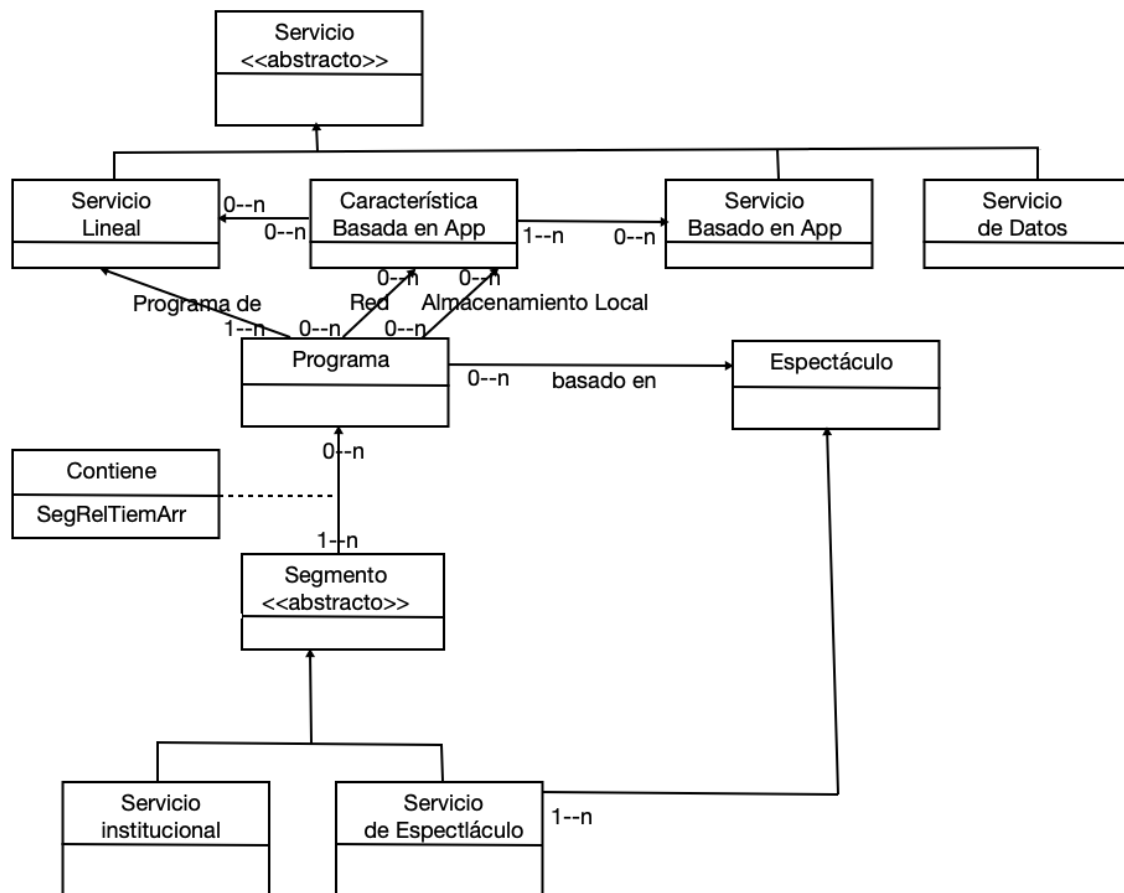 Servicio
<<abstracto>>
Servicio
Lineal
0--n
0--n
Característica
Basada en App
1--n
0--n
Servicio
Basado en App
Servicio
de Datos
Programa de
1--n
0--n
Red
0--n
0--n
Almacenamiento Local
0--n
Programa
0--n
basado en
Espectáculo
0--n
Contiene
SegRelTiemArr
1--n
Segmento
<<abstracto>>
Servicio
institucional
Servicio
de Espectláculo
1--n